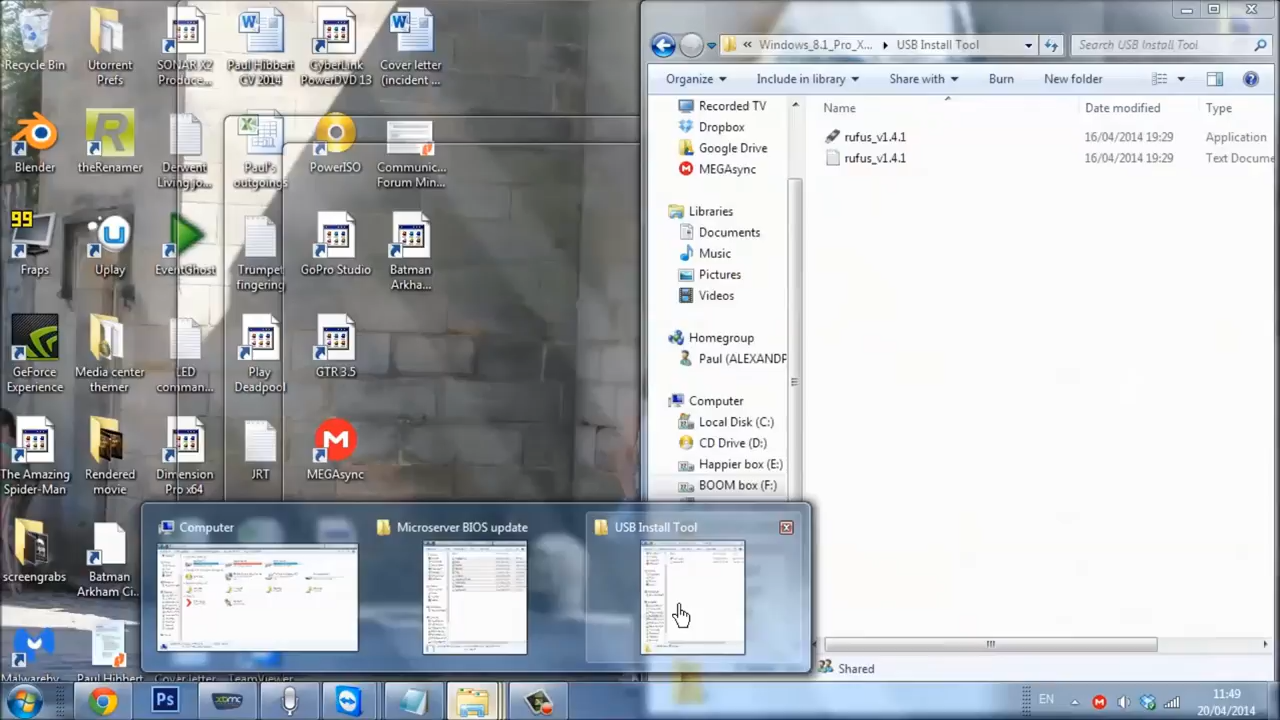 Recycle Bin
Utorrent
Prefs
SONAR X2
Produce...
Paul Hibbert
CV 2014
CyberLink
PowerDVD 13
Cover letter
(incident ...
Blender
theRenamer
Derwent
Living jo...
Paul's
outgoings
PowerISO
Communic...
Forum Min...
99
Fraps
Uplay
EventGhost
Trumpet
fingering
GoPro Studio
Batman
Arkha...
GeForce
Experience
Media center
themer
LED
comman...
Play
Deadpool
GTR 3.5
The Amazing
Spider-Man
Rendered
movie
Dimension
Pro x64
JRT
MEGAsync
screengrabs
Batman
Arkham Ci...
Malwareby...
Paul Hibbert
Cover letter
TeamViewer
« Windows_8.1_Pro_X... ▸ USB Install Tool
Search USB Install Tool
Organize
Include in library
Share with
Burn
New folder
Name
Date modified
Type
rufus_v1.4.1
16/04/2014 19:29
Application
rufus_v1.4.1
16/04/2014 19:29
Text Docume
Recorded TV
Dropbox
Google Drive
MEGAsync
Libraries
Documents
Music
Pictures
Videos
Homegroup
Paul (ALEXANDR
Computer
Local Disk (C:)
CD Drive (D:)
Happier box (E:)
BOOM box (F:)
Shared
Computer
Microserver BIOS update
USB Install Tool
Ps
xbmc
EN
11:49
20/04/2014